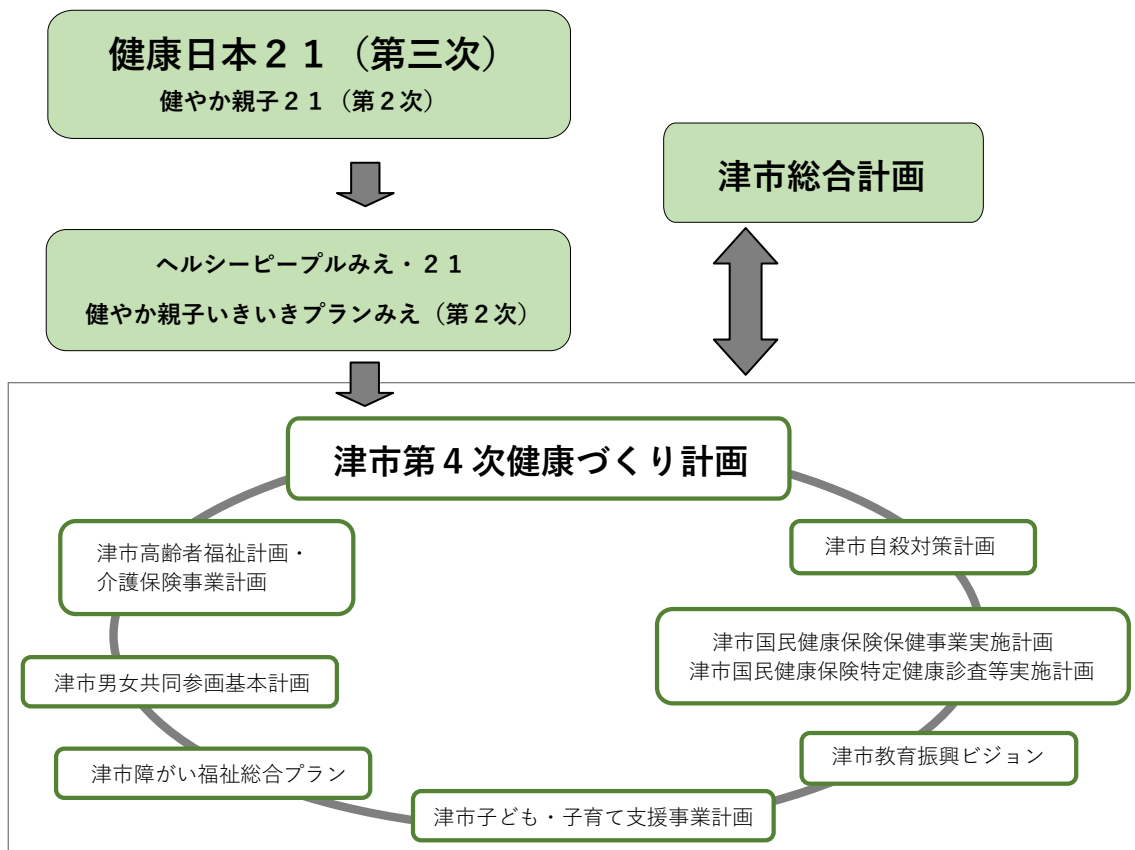 健康日本２１（第三次）
健やか親子２１（第２次）
津市総合計画
ヘルシーピープルみえ・２１
健やか親子いきいきプランみえ（第２次）
津市第４次健康づくり計画
津市高齢者福祉計画・
介護保険事業計画
津市自殺対策計画
津市国民健康保険保健事業実施計画
津市国民健康保険特定健康診査等実施計画
津市男女共同参画基本計画
津市教育振興ビジョン
津市障がい福祉総合プラン
津市子ども・子育て支援事業計画